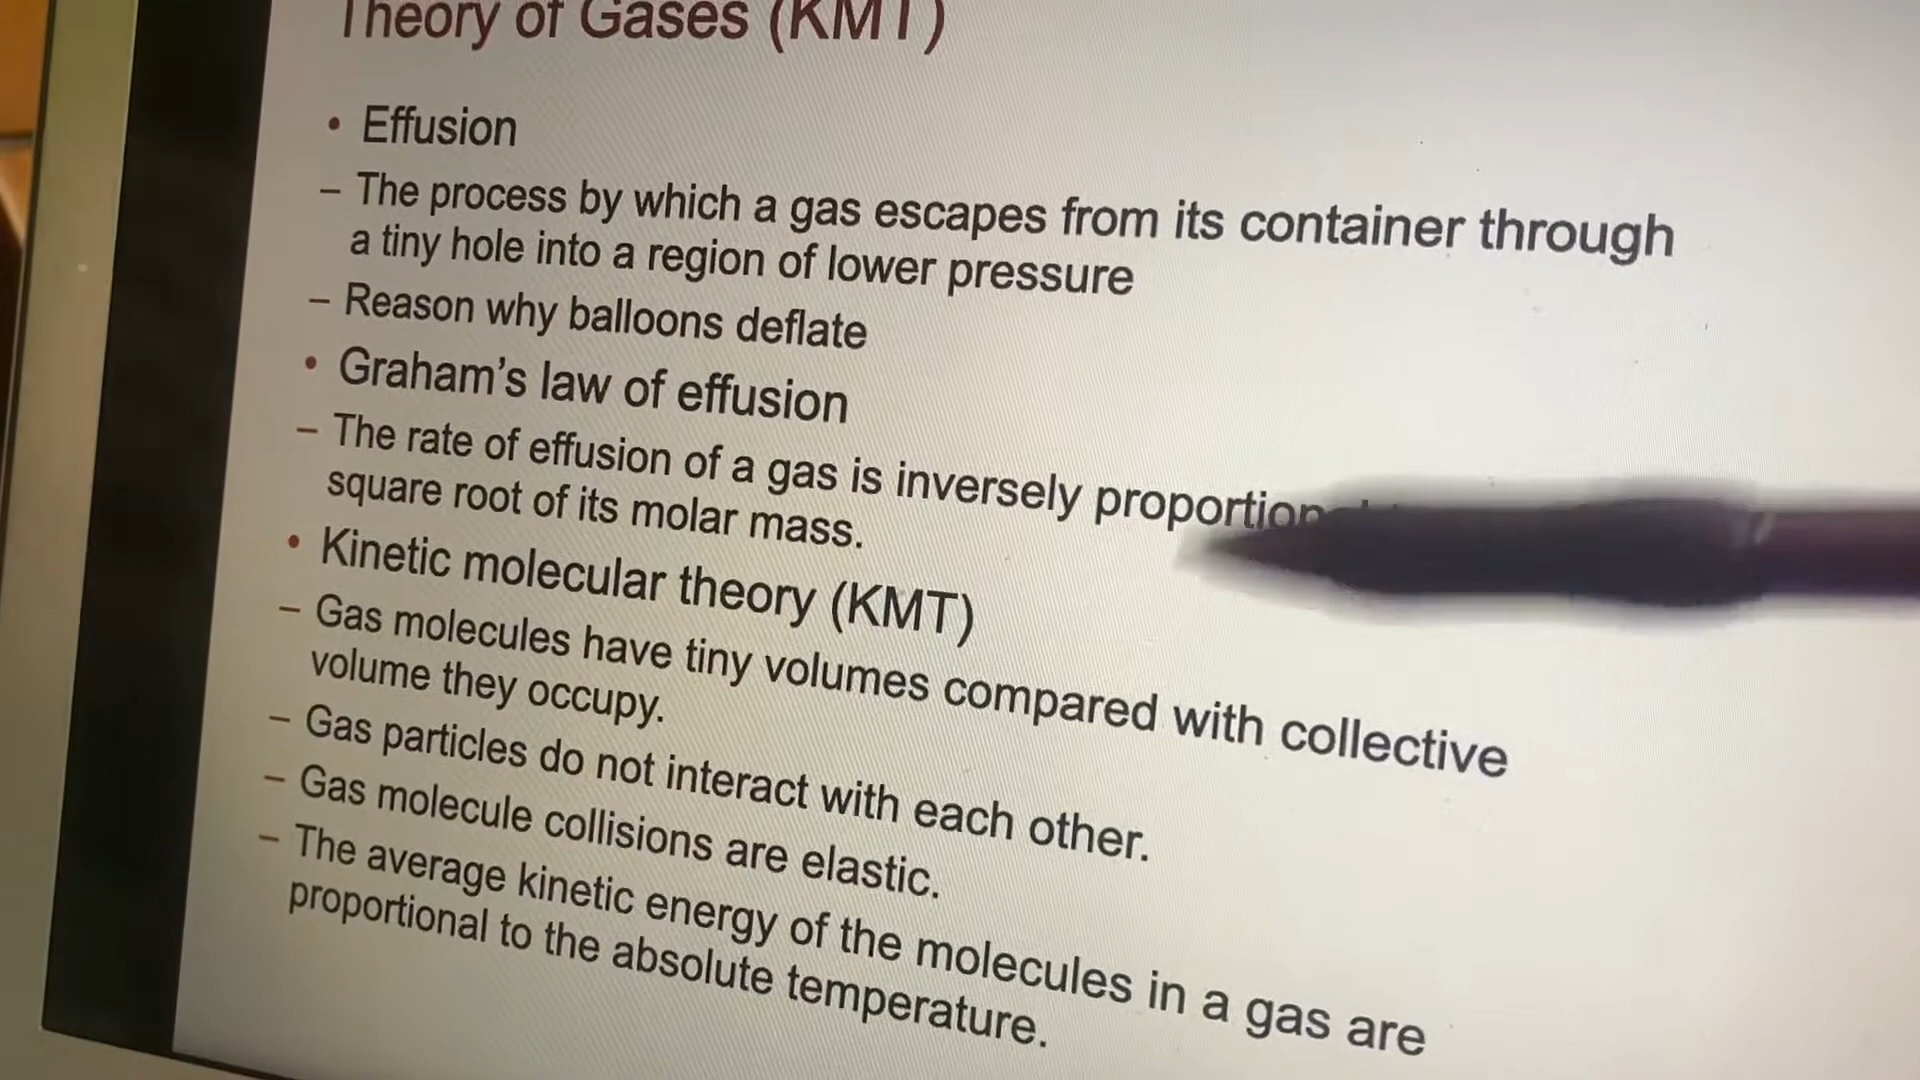 Theory of Gases (KMT)
• Effusion
– The process by which a gas escapes from its container through
a tiny hole into a region of lower pressure
– Reason why balloons deflate
• Graham's law of effusion
– The rate of effusion of a gas is inversely
square root of its molar mass.
• Kinetic molecular theory (KMT)
– Gas molecules have tiny volumes compared with collective
volume they occupy.
– Gas particles do not interact with each other.
– Gas molecule collisions are elastic.
– The average kinetic energy of the molecules in a gas are
proportional to the absolute temperature.